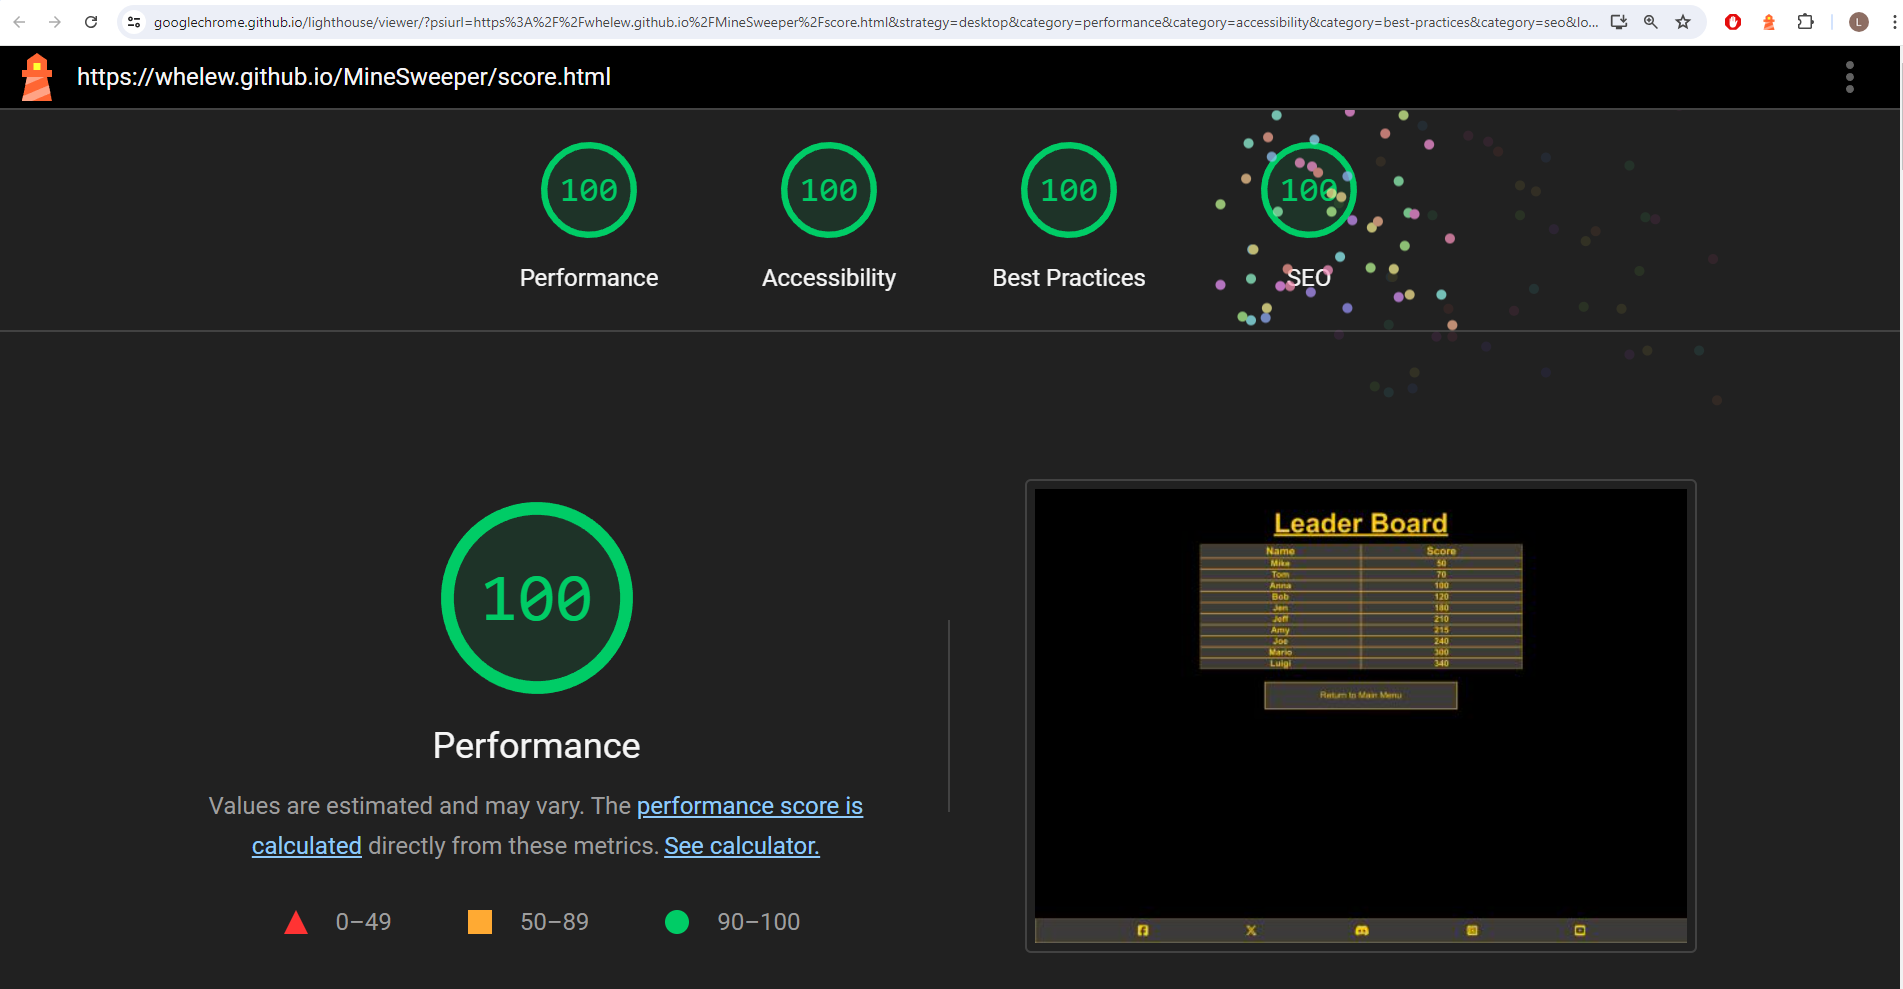 googlechrome.github.io/lighthouse/viewer/?psiurl=https%3A%2F%2Fwhelew.github.io%2FMineSweeper%2Fscore.html&strategy=desktop&category=performance&category=accessibility&category=best-practices&category=seo&lo...
L
https://whelew.github.io/MineSweeper/score.html
100 100 100 100
Performance Accessibility Best Practices SEO
100
Performance
Values are estimated and may vary. The performance score is
calculated directly from these metrics. See calculator.
0–49 50–89 90–100
Leader Board
Name Score
Mike 50
Tom 70
Anna 100
Bob 120
Jen 180
Jeff 210
Amy 215
Joe 240
Mario 300
Luigi 340
Return to Main Menu